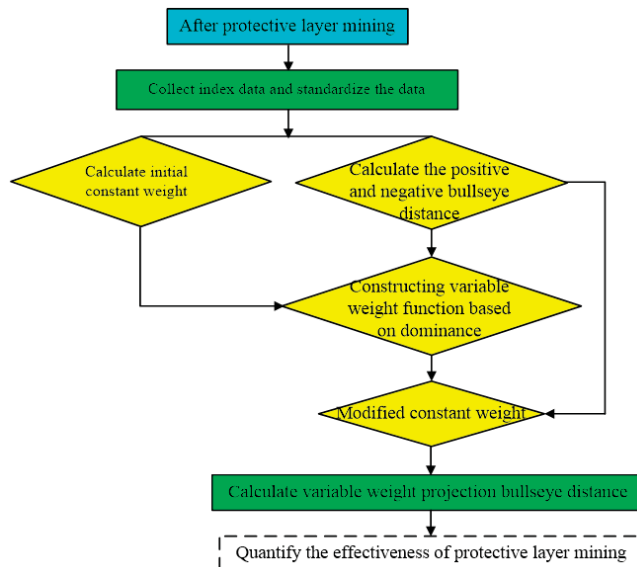 After protective layer mining
Collect index data and standardize the data
Calculate initial
constant weight
Calculate the positive
and negative bullseye
distance
Constructing variable
weight function based
on dominance
Modified constant weight
Calculate variable weight projection bullseye distance
Quantify the effectiveness of protective layer mining